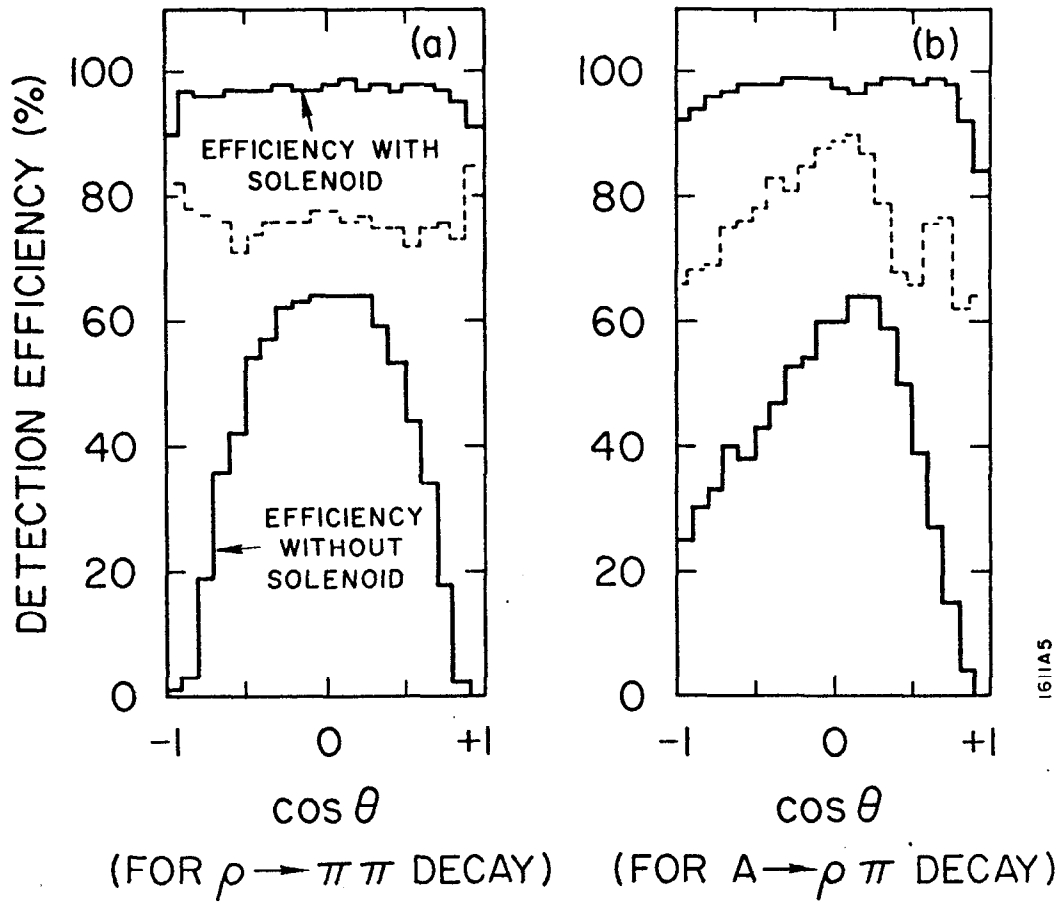 DETECTION EFFICIENCY (%)
100
80
60
40
20
0
(a)
EFFICIENCY WITH
SOLENOID
EFFICIENCY
WITHOUT
SOLENOID
-1
0
+1
cos θ
(FOR ρ → π π DECAY)
100
80
60
40
20
0
(b)
-1
0
+1
cos θ
(FOR A → ρ π DECAY)
1611A5